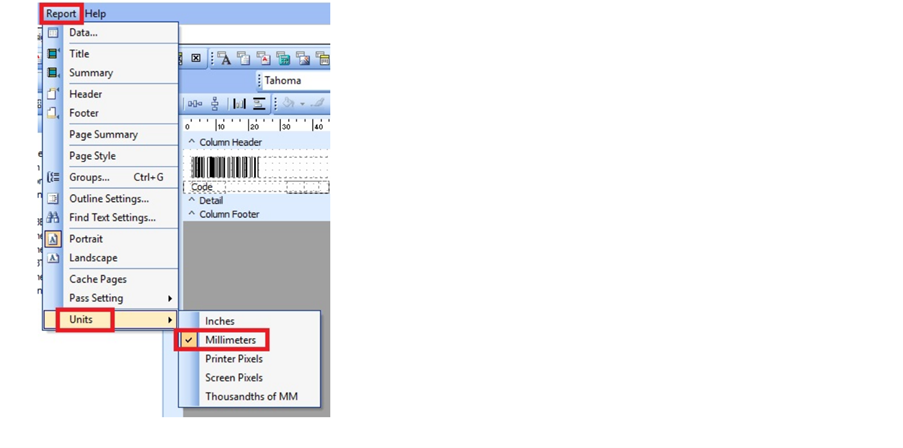 Report Help
Data...
Title
Summary
Tahoma
Header
Footer
0 10 20 30 40
Page Summary
Column Header
Page Style
Groups... Ctrl+G
Code
Outline Settings...
Detail
Find Text Settings...
Column Footer
Portrait
Landscape
Cache Pages
Pass Setting
Units
Inches
Millimeters
Printer Pixels
Screen Pixels
Thousandths of MM